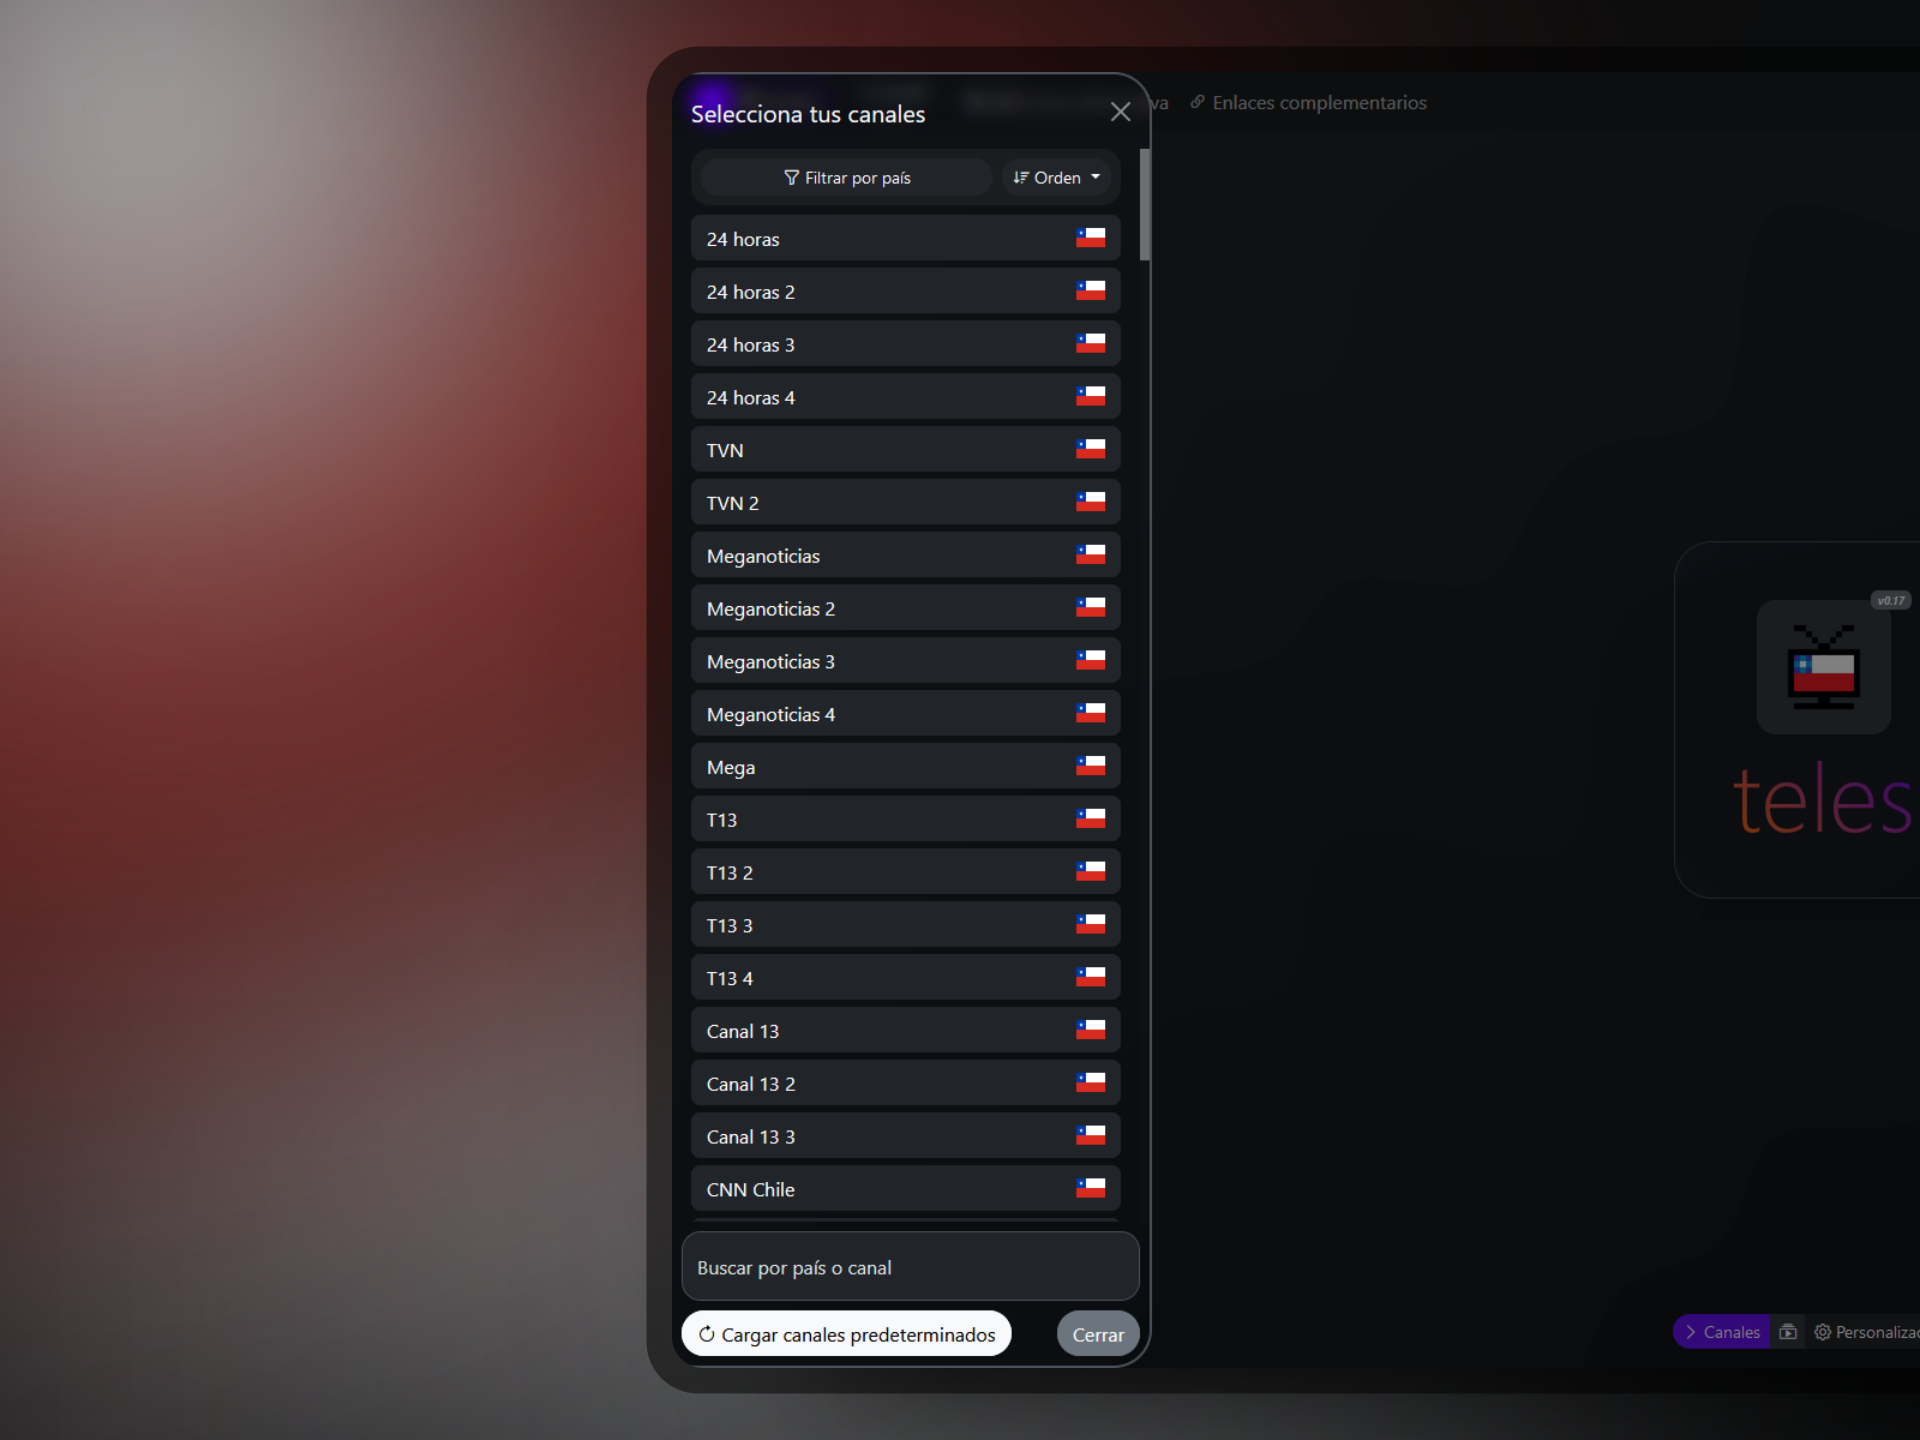 Selecciona tus canales
Enlaces complementarios
Filtrar por país
Orden
24 horas
24 horas 2
24 horas 3
24 horas 4
TVN
TVN 2
Meganoticias
Meganoticias 2
Meganoticias 3
Meganoticias 4
Mega
T13
T13 2
T13 3
T13 4
Canal 13
Canal 13 2
Canal 13 3
CNN Chile
Buscar por país o canal
Cargar canales predeterminados
Cerrar
v0.17
teles
Canales